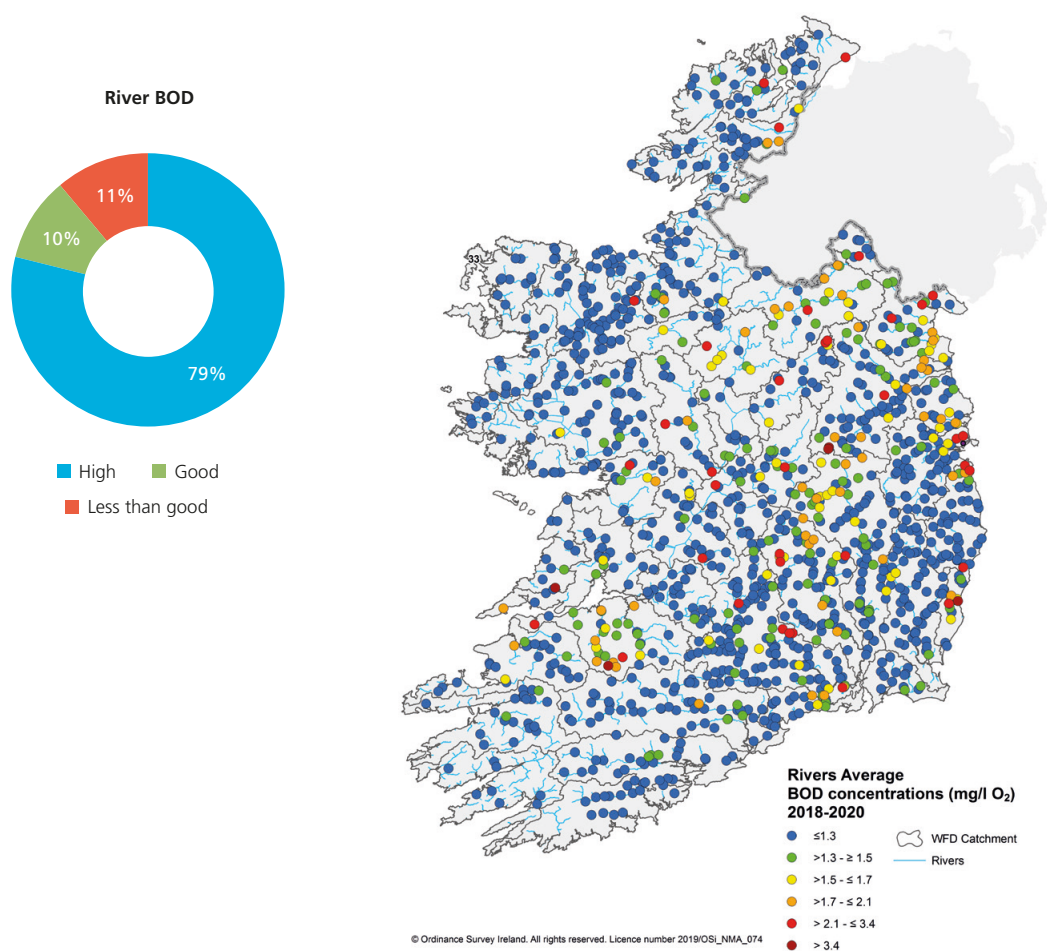 River BOD
11%
10%
79%
High
Good
Less than good
33
Rivers Average
BOD concentrations (mg/l O₂)
2018-2020
≤1.3
>1.3 - ≥ 1.5
>1.5 - ≤ 1.7
>1.7 - ≤ 2.1
> 2.1 - ≤ 3.4
> 3.4
WFD Catchment
Rivers
© Ordinance Survey Ireland. All rights reserved. Licence number 2019/OSi_NMA_074